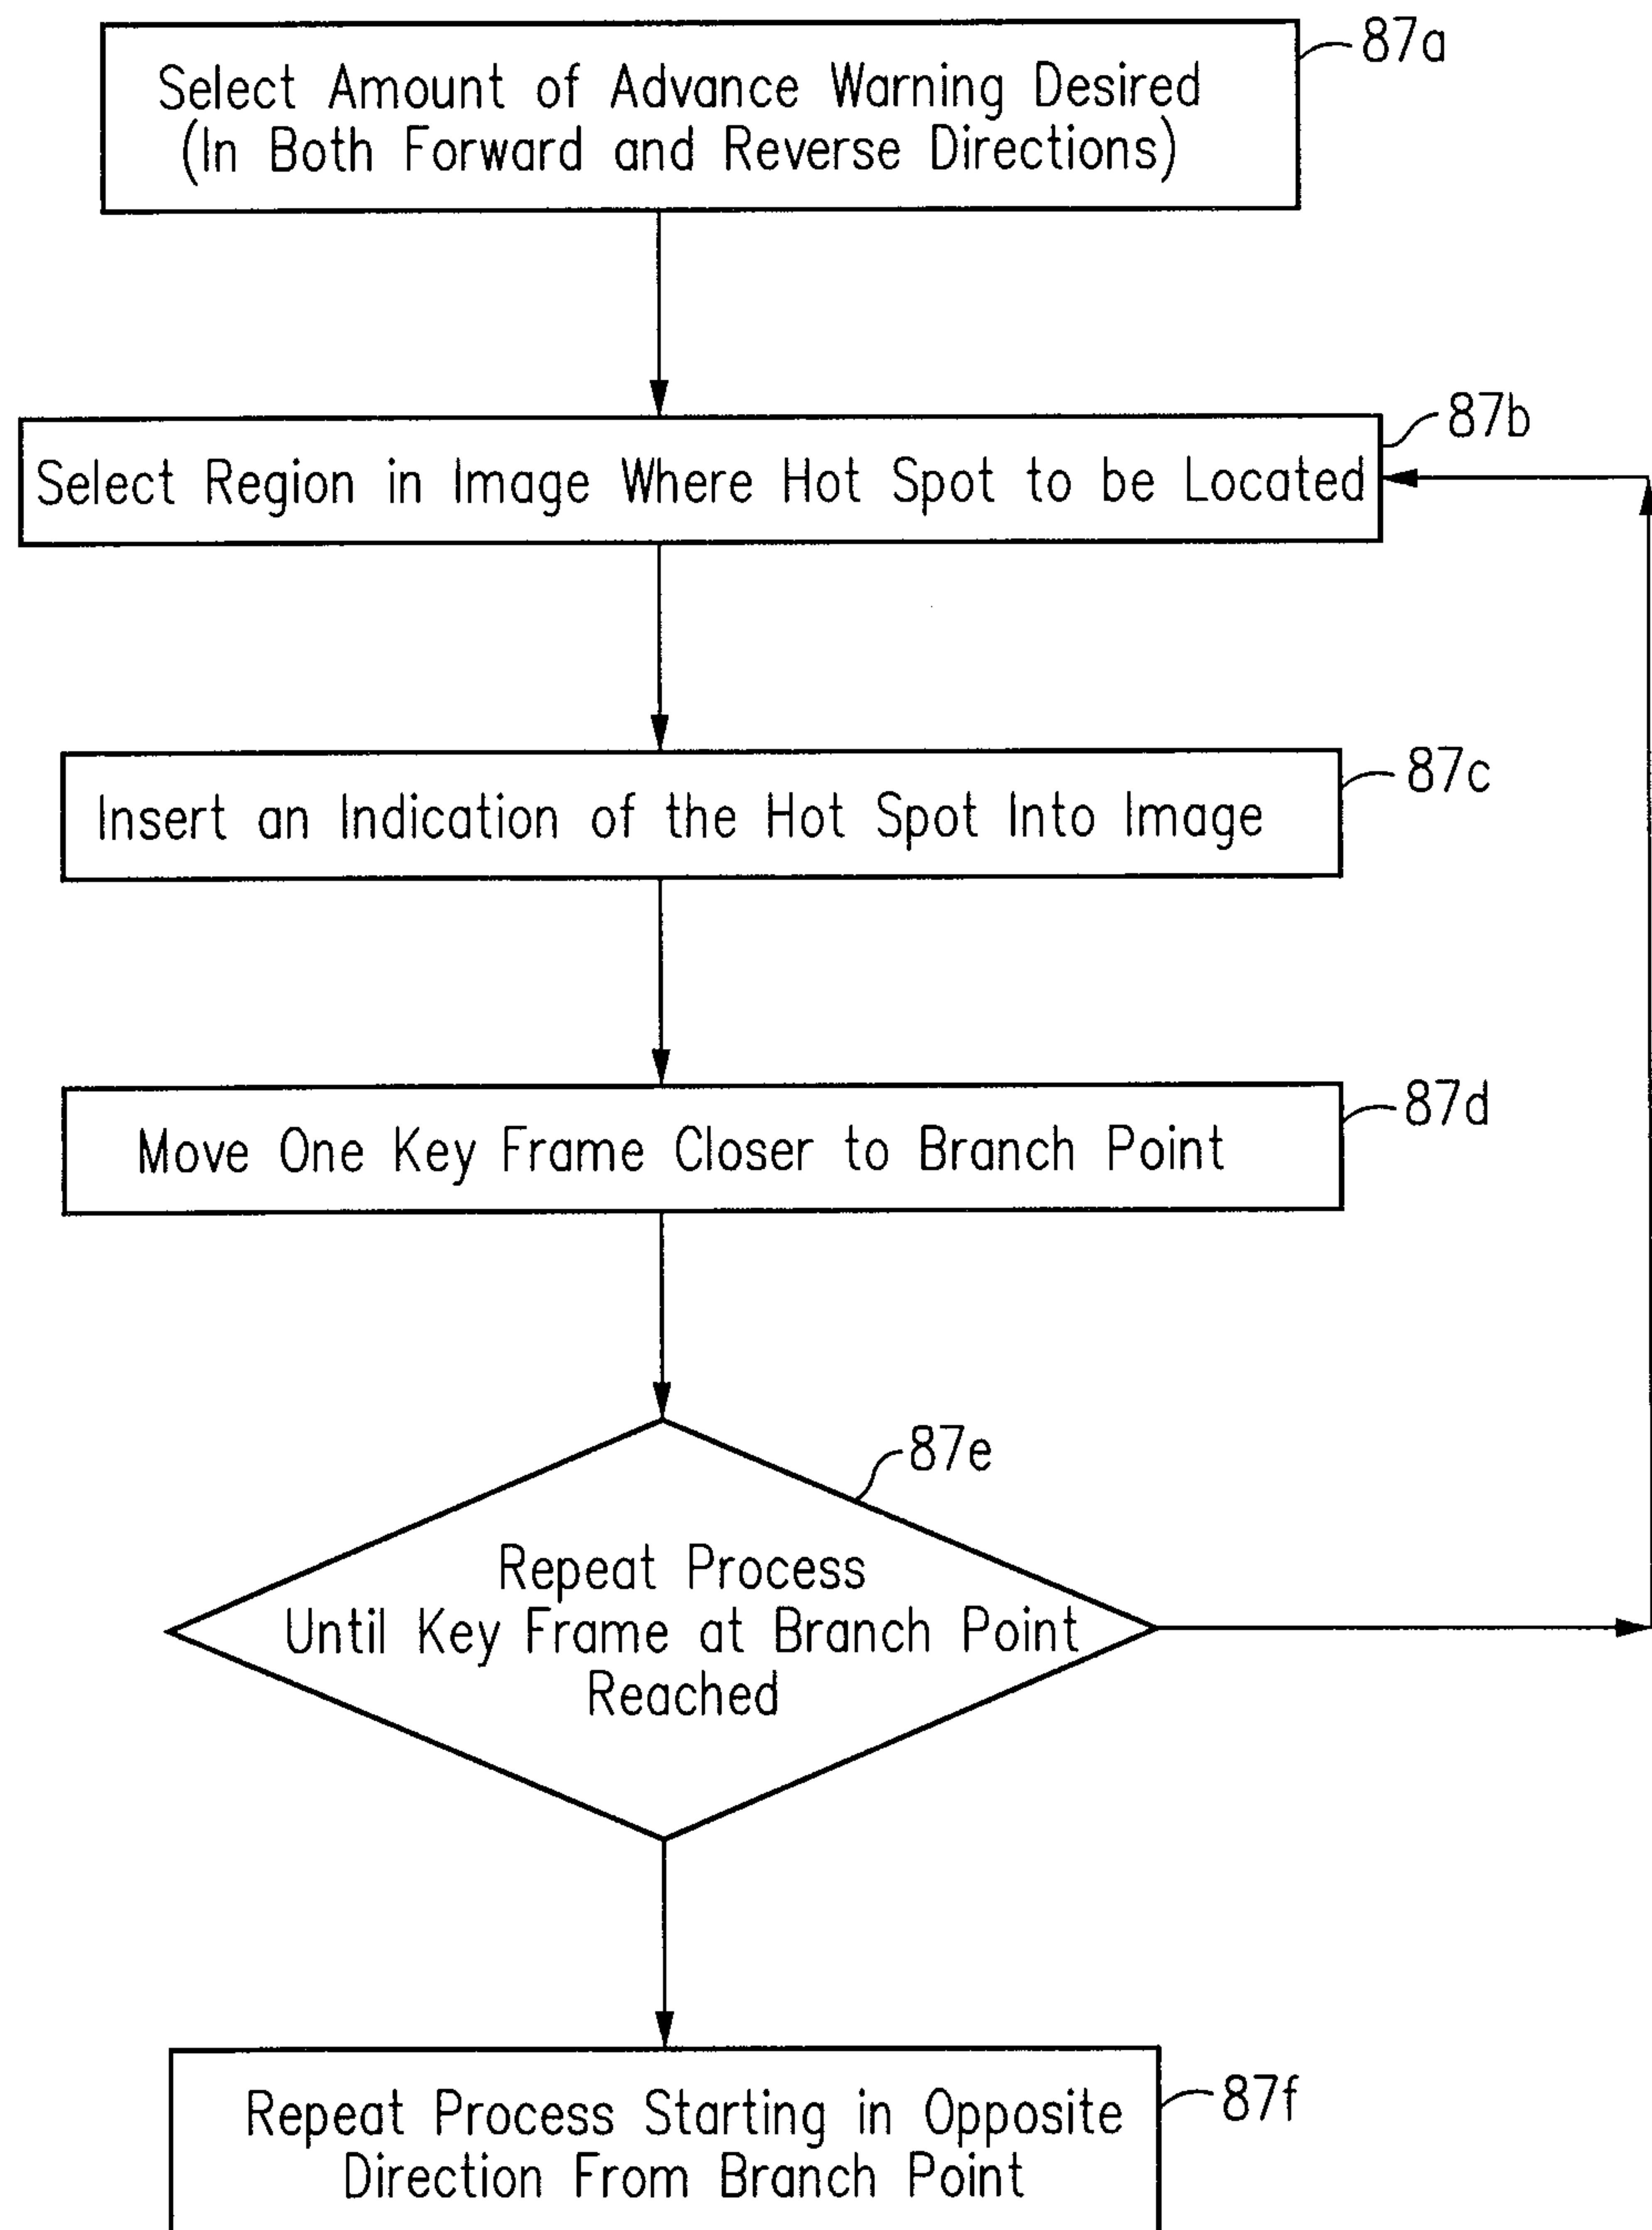 87a
Select Amount of Advance Warning Desired
(In Both Forward and Reverse Directions)
87b
Select Region in Image Where Hot Spot to be Located
87c
Insert an Indication of the Hot Spot Into Image
87d
Move One Key Frame Closer to Branch Point
87e
Repeat Process
Until Key Frame at Branch Point
Reached
87f
Repeat Process Starting in Opposite
Direction From Branch Point